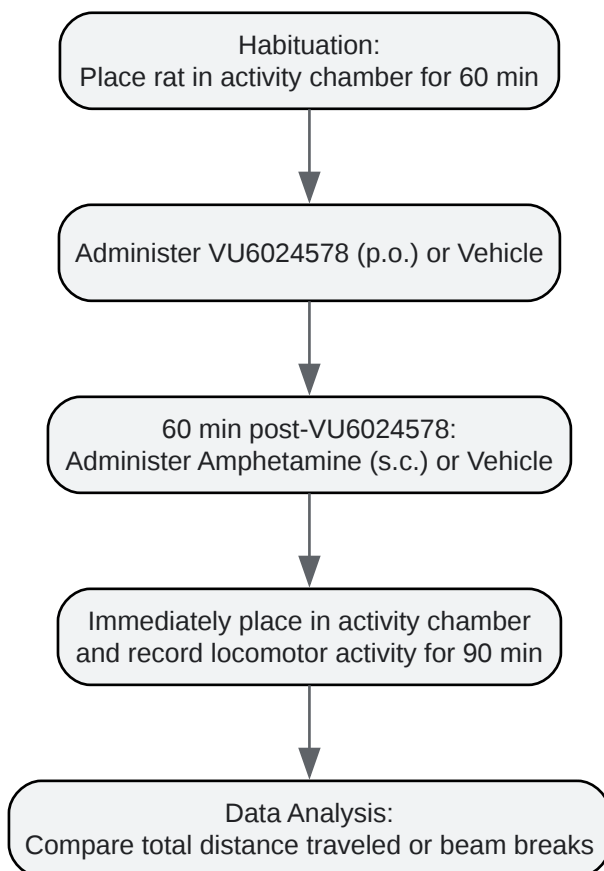 Habituation:
Place rat in activity chamber for 60 min
Administer VU6024578 (p.o.) or Vehicle
60 min post-VU6024578:
Administer Amphetamine (s.c.) or Vehicle
Immediately place in activity chamber
and record locomotor activity for 90 min
Data Analysis:
Compare total distance traveled or beam breaks